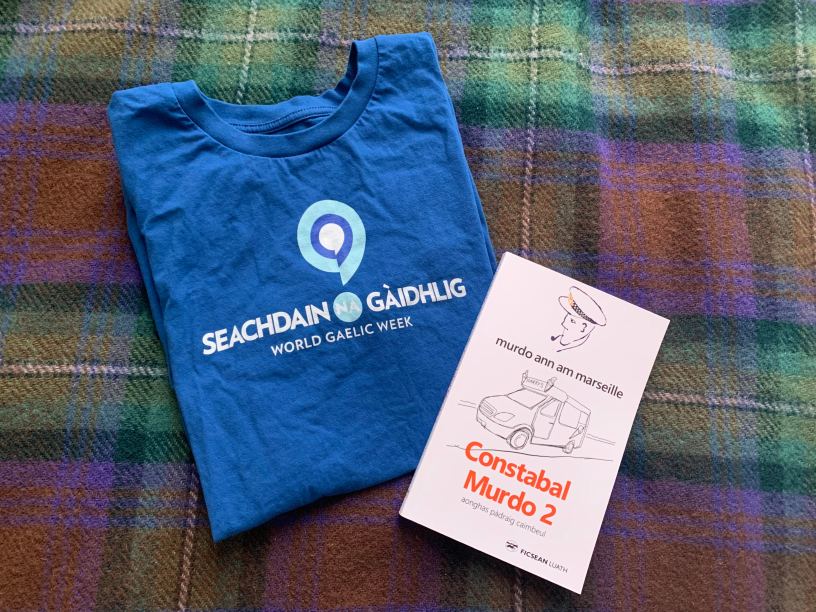 SEACHDAIN NA GÀIDHLIG
WORLD GAELIC WEEK
murdo ann am marseille
Constabal
Murdo 2
aonghas pàdraig caimbeul
FICSEAN LUATH